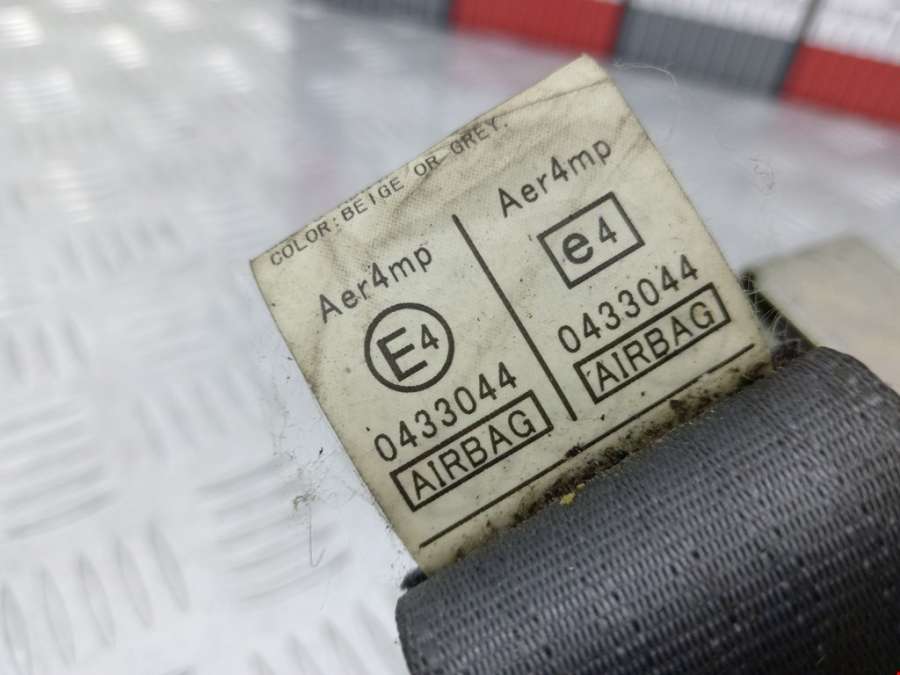 COLOR:BEIGE OR GREY.
Aer4mp
E4
0433044
AIRBAG
Aer4mp
e4
0433044
AIRBAG